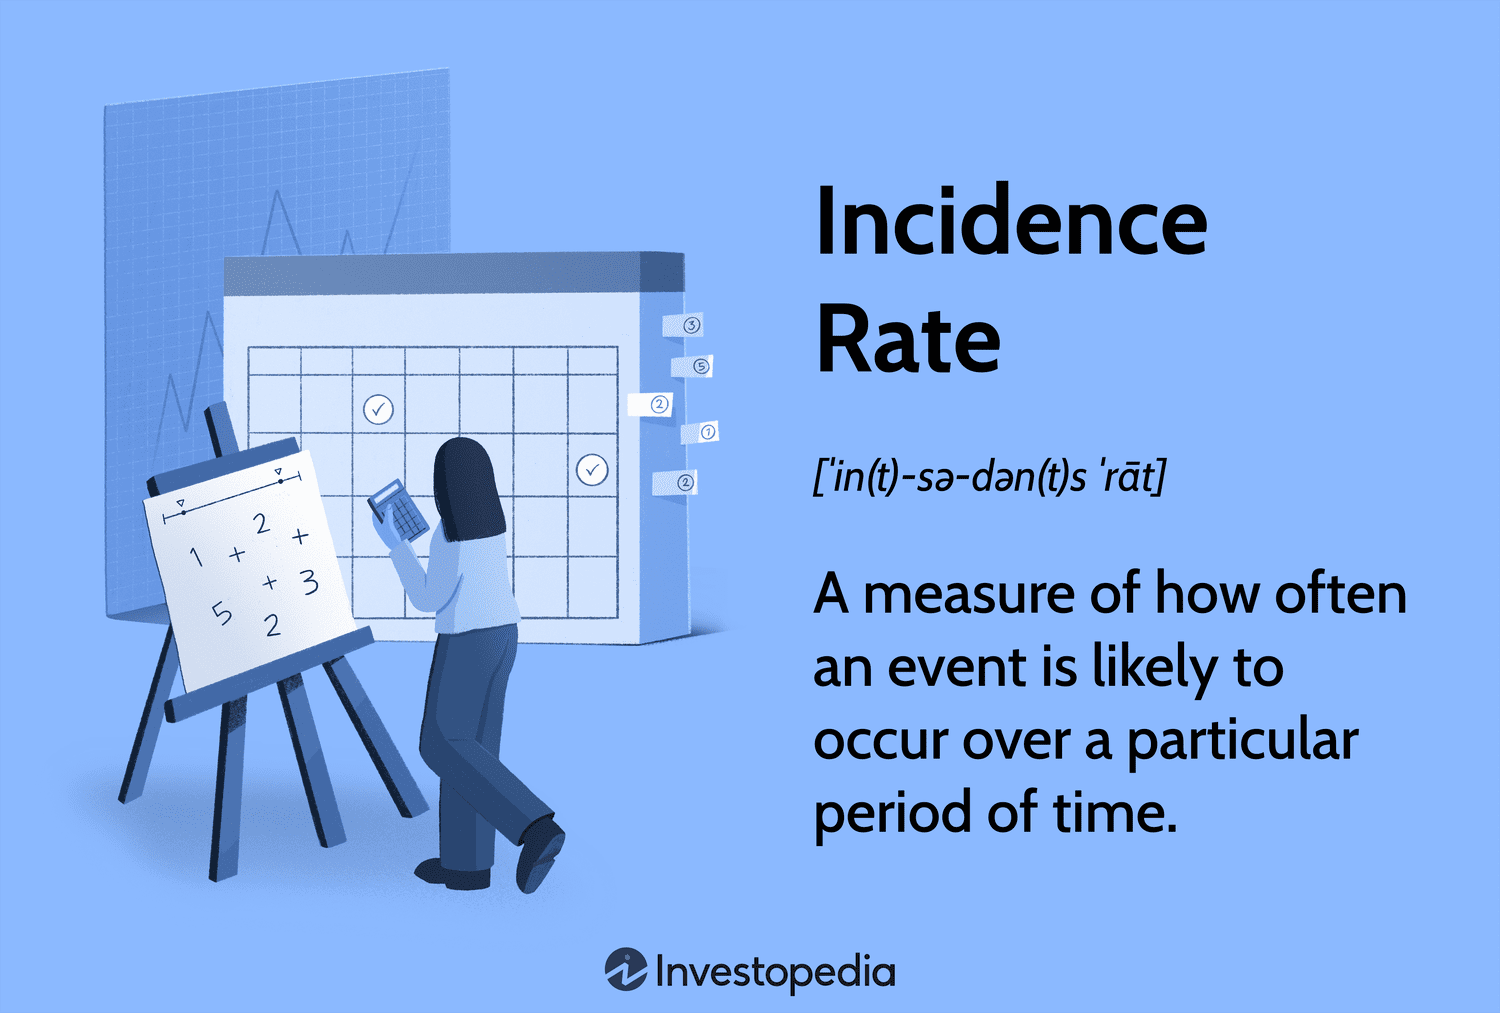 Incidence
Rate
[ˈin(t)-sə-dən(t)s ˈrāt]
A measure of how often
an event is likely to
occur over a particular
period of time.
3
5
2
1
2
2
1 + +
+ 3
5
2
Investopedia